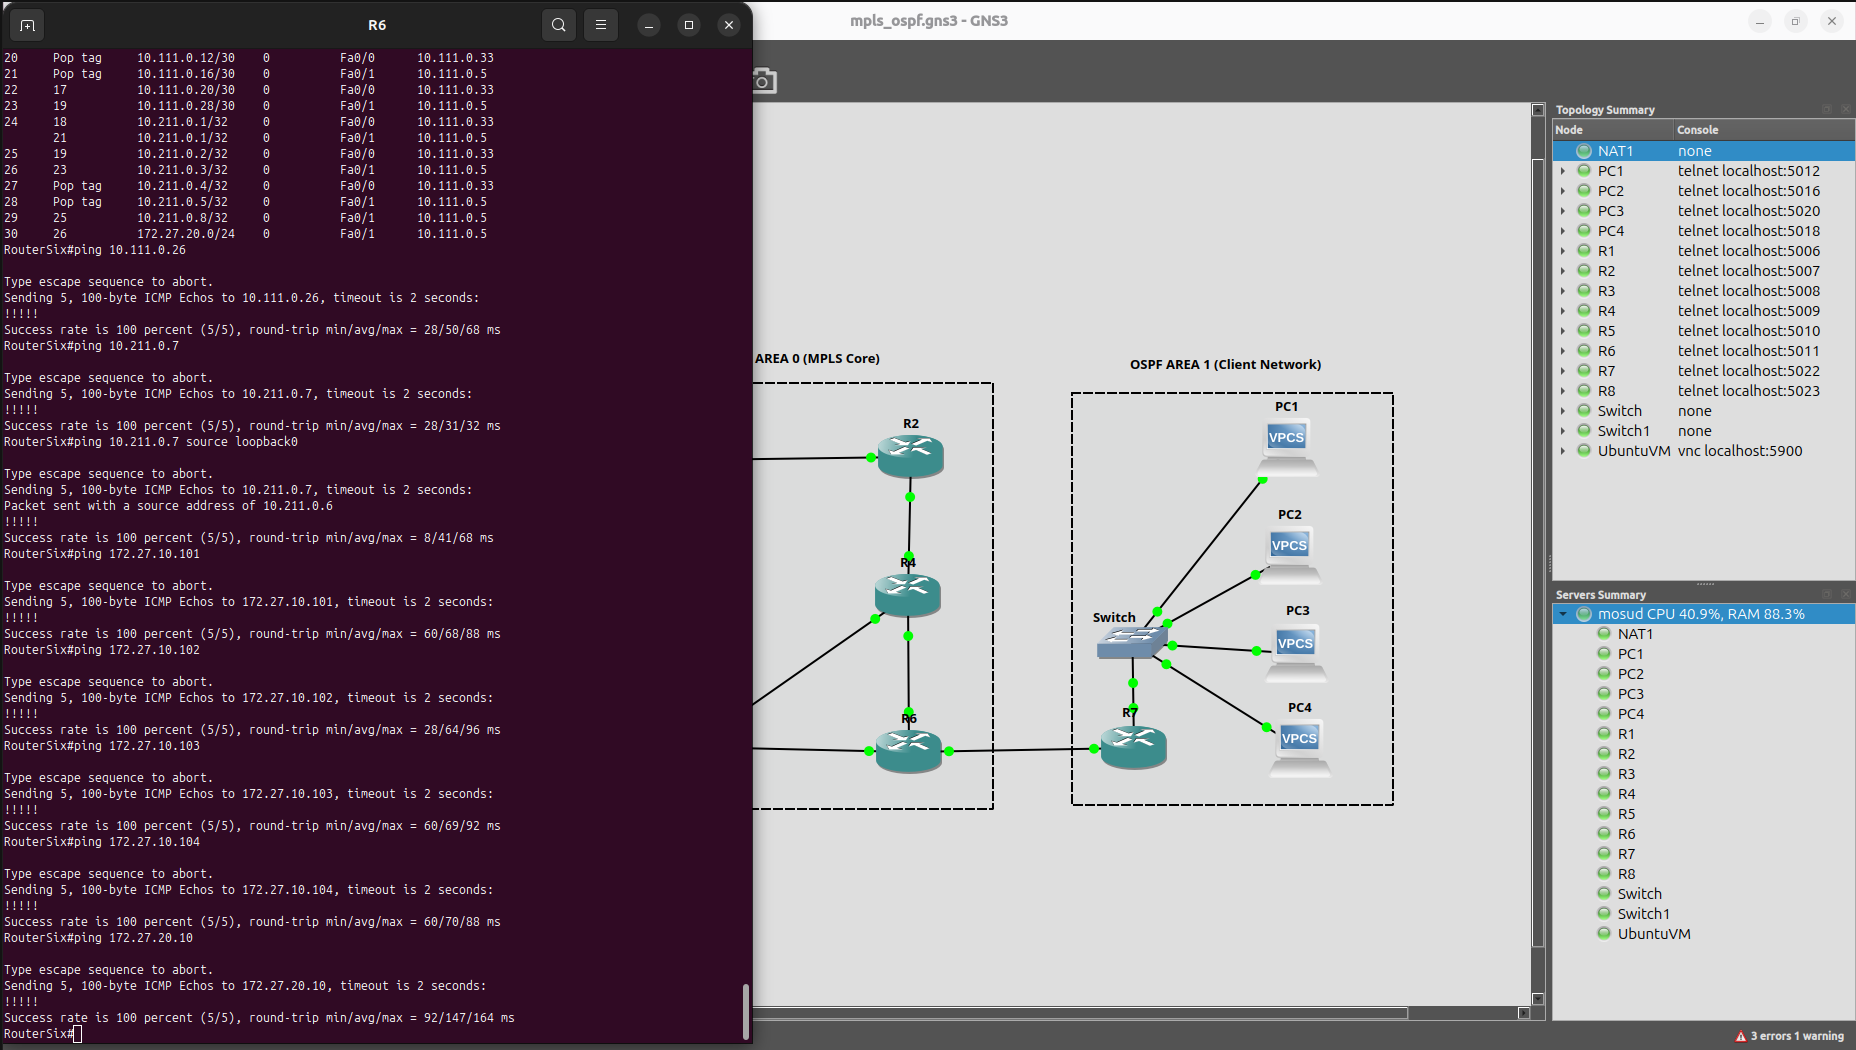 R6
20 Pop tag 10.111.0.12/30 0 Fa0/0 10.111.0.33
21 Pop tag 10.111.0.16/30 0 Fa0/1 10.111.0.5
22 17 10.111.0.20/30 0 Fa0/0 10.111.0.33
23 19 10.111.0.28/30 0 Fa0/1 10.111.0.5
24 18 10.211.0.1/32 0 Fa0/0 10.111.0.33
21 10.211.0.1/32 0 Fa0/1 10.111.0.5
25 19 10.211.0.2/32 0 Fa0/0 10.111.0.33
26 23 10.211.0.3/32 0 Fa0/1 10.111.0.5
27 Pop tag 10.211.0.4/32 0 Fa0/0 10.111.0.33
28 Pop tag 10.211.0.5/32 0 Fa0/1 10.111.0.5
29 25 10.211.0.8/32 0 Fa0/1 10.111.0.5
30 26 172.27.20.0/24 0 Fa0/1 10.111.0.5
RouterSix#ping 10.111.0.26
Type escape sequence to abort.
Sending 5, 100-byte ICMP Echos to 10.111.0.26, timeout is 2 seconds:
!!!!!
Success rate is 100 percent (5/5), round-trip min/avg/max = 28/50/68 ms
RouterSix#ping 10.211.0.7
Type escape sequence to abort.
Sending 5, 100-byte ICMP Echos to 10.211.0.7, timeout is 2 seconds:
!!!!!
Success rate is 100 percent (5/5), round-trip min/avg/max = 28/31/32 ms
RouterSix#ping 10.211.0.7 source loopback0
Type escape sequence to abort.
Sending 5, 100-byte ICMP Echos to 10.211.0.7, timeout is 2 seconds:
Packet sent with a source address of 10.211.0.6
!!!!!
Success rate is 100 percent (5/5), round-trip min/avg/max = 8/41/68 ms
RouterSix#ping 172.27.10.101
Type escape sequence to abort.
Sending 5, 100-byte ICMP Echos to 172.27.10.101, timeout is 2 seconds:
!!!!!
Success rate is 100 percent (5/5), round-trip min/avg/max = 60/68/88 ms
RouterSix#ping 172.27.10.102
Type escape sequence to abort.
Sending 5, 100-byte ICMP Echos to 172.27.10.102, timeout is 2 seconds:
!!!!!
Success rate is 100 percent (5/5), round-trip min/avg/max = 28/64/96 ms
RouterSix#ping 172.27.10.103
Type escape sequence to abort.
Sending 5, 100-byte ICMP Echos to 172.27.10.103, timeout is 2 seconds:
!!!!!
Success rate is 100 percent (5/5), round-trip min/avg/max = 60/69/92 ms
RouterSix#ping 172.27.10.104
Type escape sequence to abort.
Sending 5, 100-byte ICMP Echos to 172.27.10.104, timeout is 2 seconds:
!!!!!
Success rate is 100 percent (5/5), round-trip min/avg/max = 60/70/88 ms
RouterSix#ping 172.27.20.10
Type escape sequence to abort.
Sending 5, 100-byte ICMP Echos to 172.27.20.10, timeout is 2 seconds:
!!!!!
Success rate is 100 percent (5/5), round-trip min/avg/max = 92/147/164 ms
RouterSix#
mpls_ospf.gns3 - GNS3
AREA 0 (MPLS Core)
R2
R4
R6
OSPF AREA 1 (Client Network)
PC1
VPCS
PC2
VPCS
PC3
VPCS
PC4
VPCS
Switch
R7
Topology Summary
Node Console
NAT1 none
PC1 telnet localhost:5012
PC2 telnet localhost:5016
PC3 telnet localhost:5020
PC4 telnet localhost:5018
R1 telnet localhost:5006
R2 telnet localhost:5007
R3 telnet localhost:5008
R4 telnet localhost:5009
R5 telnet localhost:5010
R6 telnet localhost:5011
R7 telnet localhost:5022
R8 telnet localhost:5023
Switch none
Switch1 none
UbuntuVM vnc localhost:5900
Servers Summary
mosud CPU 40.9%, RAM 88.3%
NAT1
PC1
PC2
PC3
PC4
R1
R2
R3
R4
R5
R6
R7
R8
Switch
Switch1
UbuntuVM
3 errors 1 warning